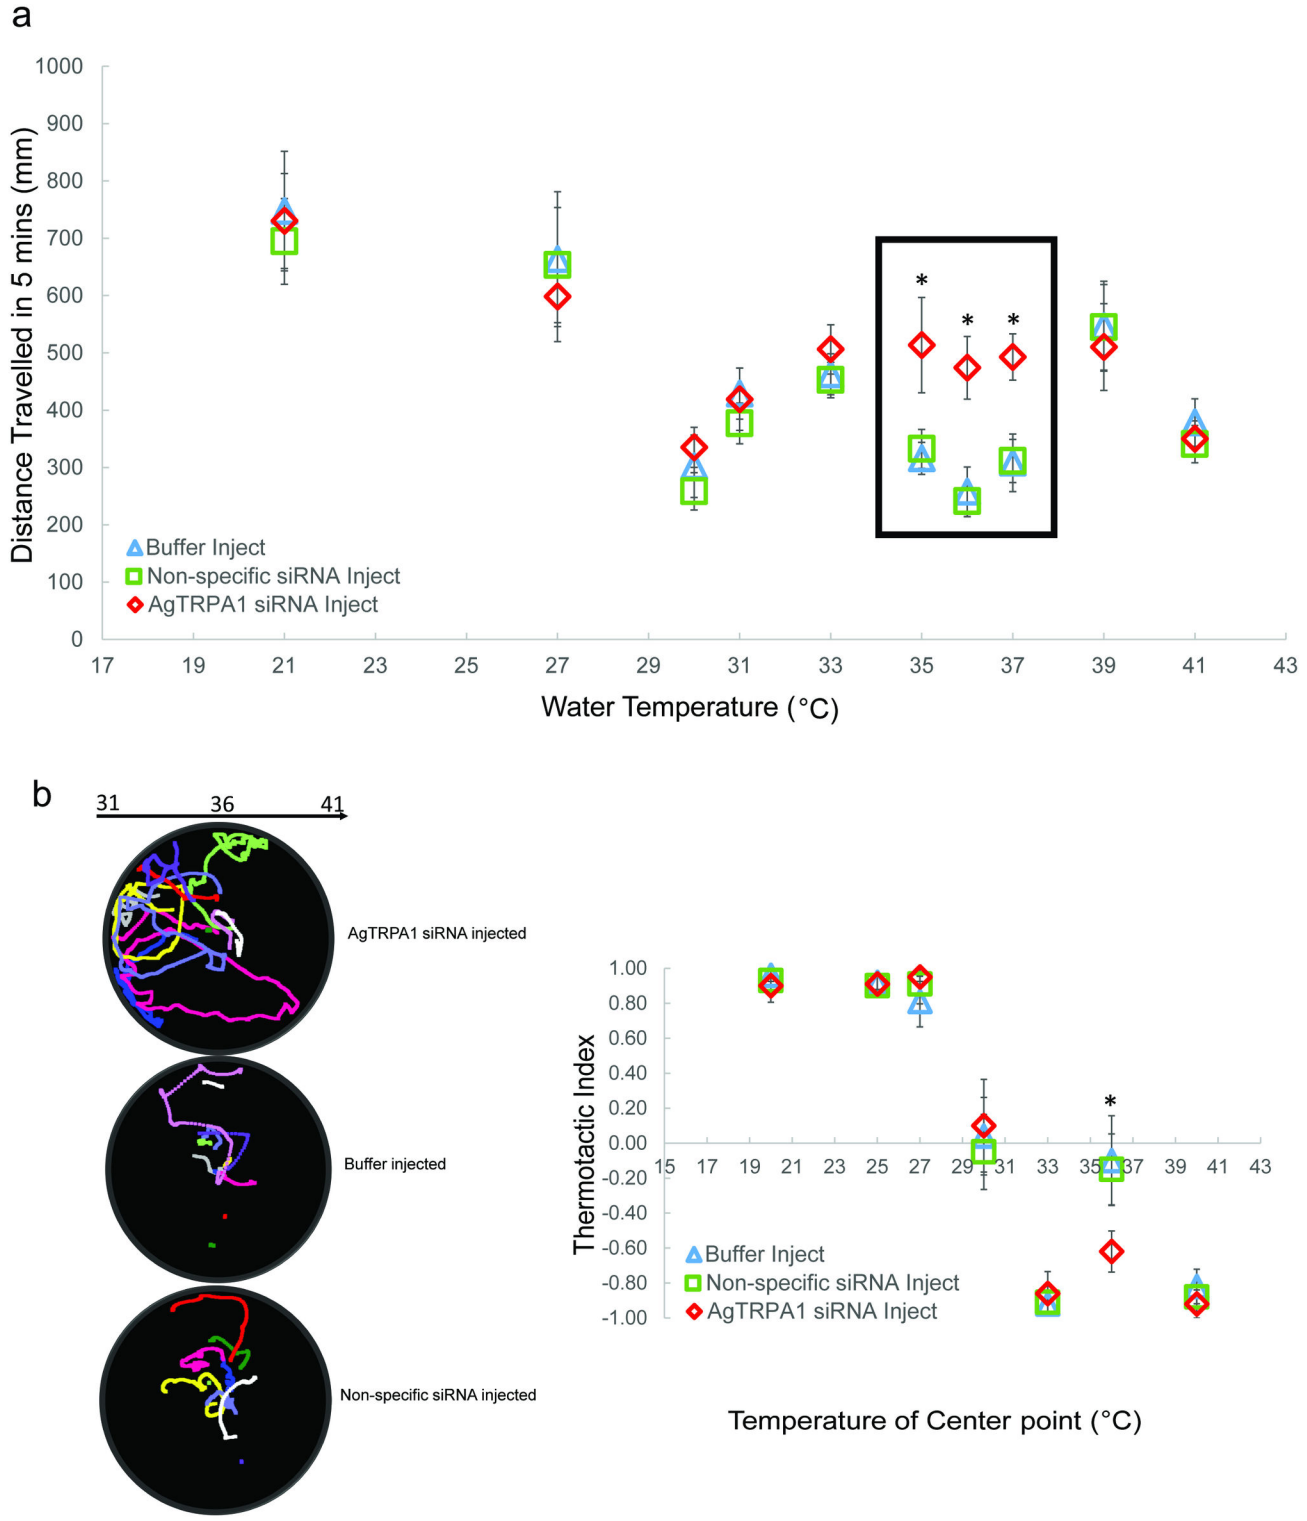 a
1000
900
800
700
600
500
400
300
200
100
0
Distance Travelled in 5 mins (mm)
*
*
*
Buffer Inject
Non-specific siRNA Inject
AgTRPA1 siRNA Inject
17 19 21 23 25 27 29 31 33 35 37 39 41 43
Water Temperature (°C)
b
31 36 41
AgTRPA1 siRNA injected
Buffer injected
Non-specific siRNA injected
1.00
0.80
0.60
0.40
0.20
0.00
-0.20
-0.40
-0.60
-0.80
-1.00
Thermotactic Index
*
15 17 19 21 23 25 27 29 31 33 35 37 39 41 43
Buffer Inject
Non-specific siRNA Inject
AgTRPA1 siRNA Inject
Temperature of Center point (°C)